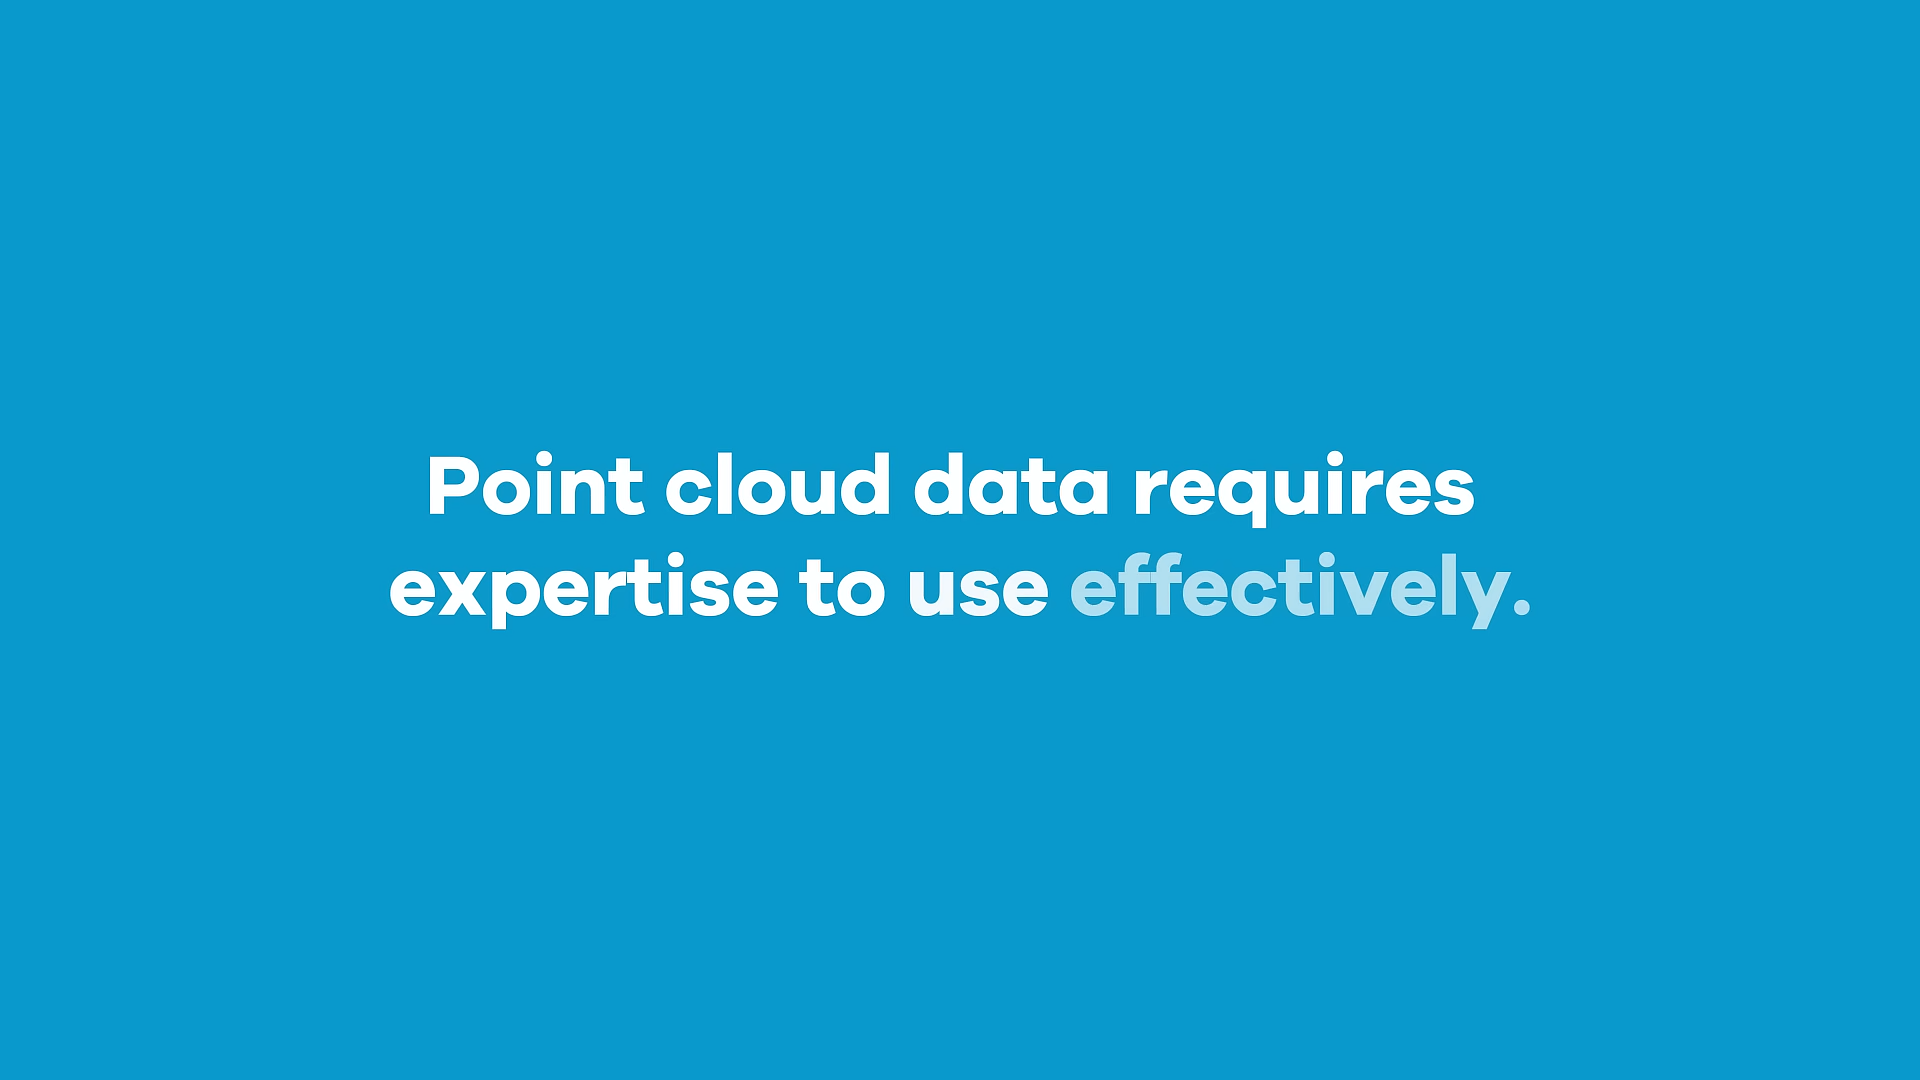 Point cloud data requires
expertise to use effectively.